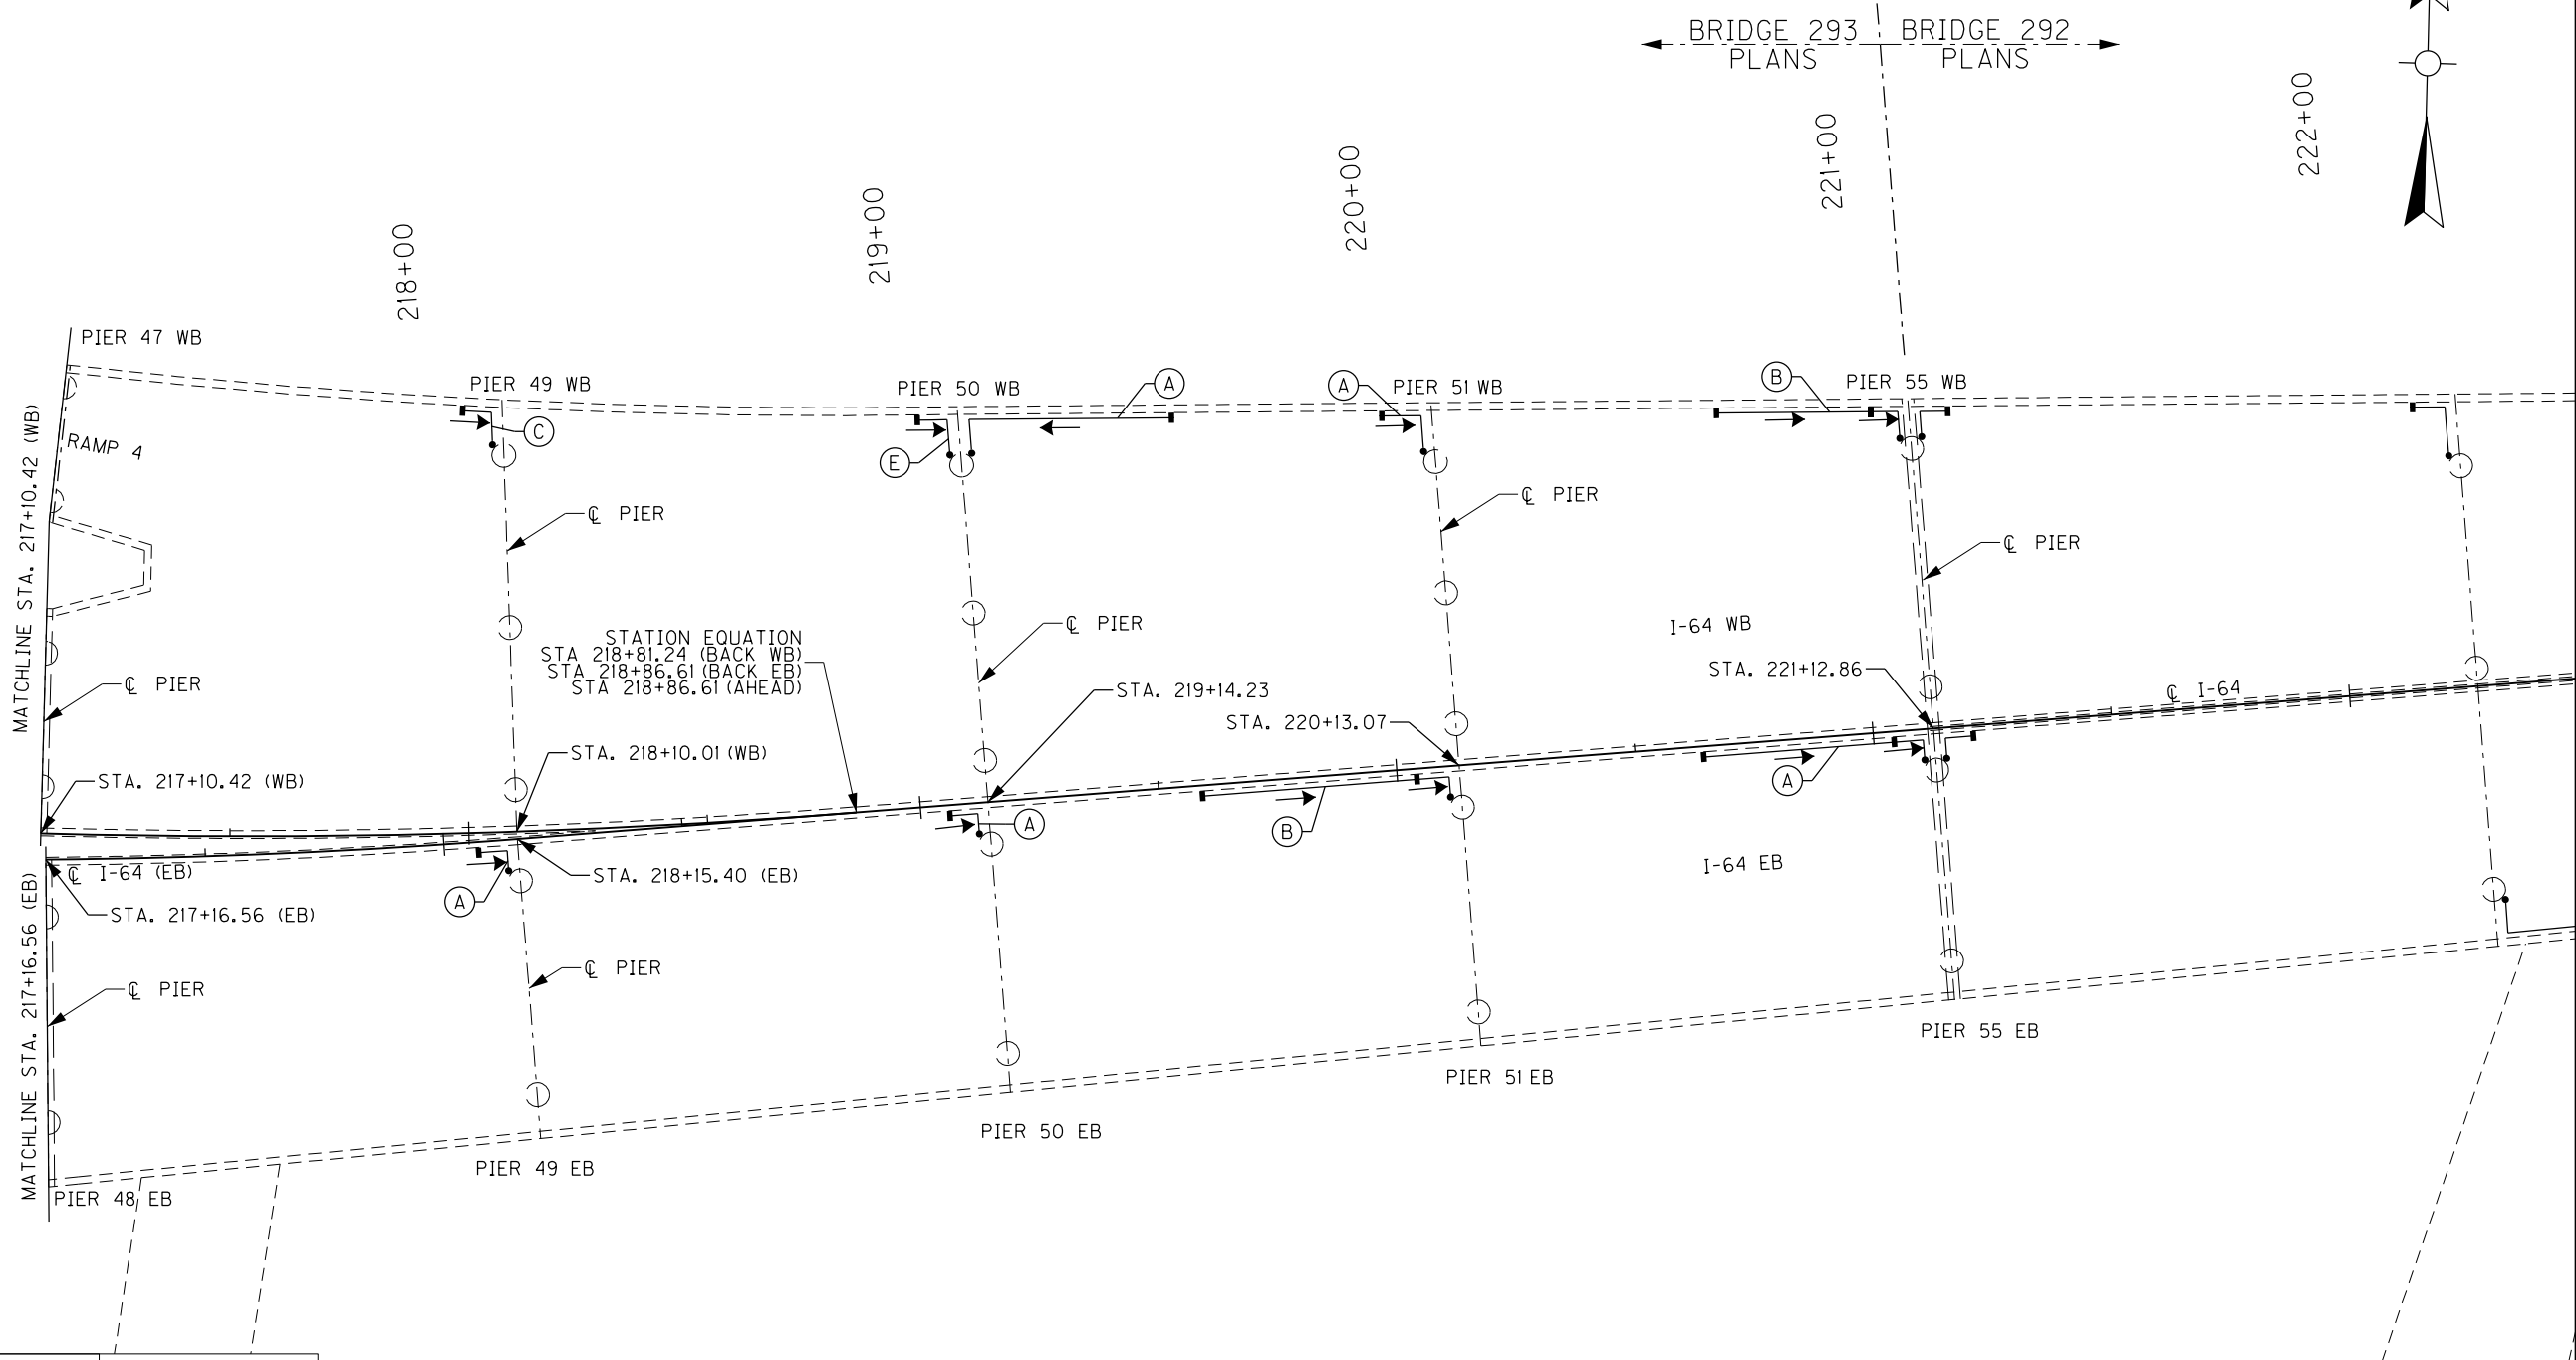 BRIDGE 293 BRIDGE 292
PLANS PLANS
218+00
219+00
220+00
221+00
222+00
PIER 47 WB
PIER 49 WB
PIER 50 WB
A
A
PIER 51 WB
B
PIER 55 WB
C
E
RAMP 4
MATCHLINE STA. 217+10.42 (WB)
℄ PIER
℄ PIER
℄ PIER
℄ PIER
℄ PIER
STATION EQUATION
STA 218+81.24 (BACK WB)
STA 218+86.61 (BACK EB)
STA 218+86.61 (AHEAD)
I-64 WB
STA. 221+12.86
STA. 219+14.23
STA. 220+13.07
℄ I-64
STA. 218+10.01 (WB)
STA. 217+10.42 (WB)
A
B
A
I-64 EB
℄ I-64 (EB)
STA. 218+15.40 (EB)
A
STA. 217+16.56 (EB)
MATCHLINE STA. 217+16.56 (EB)
℄ PIER
℄ PIER
PIER 55 EB
PIER 51 EB
PIER 50 EB
PIER 49 EB
PIER 48 EB